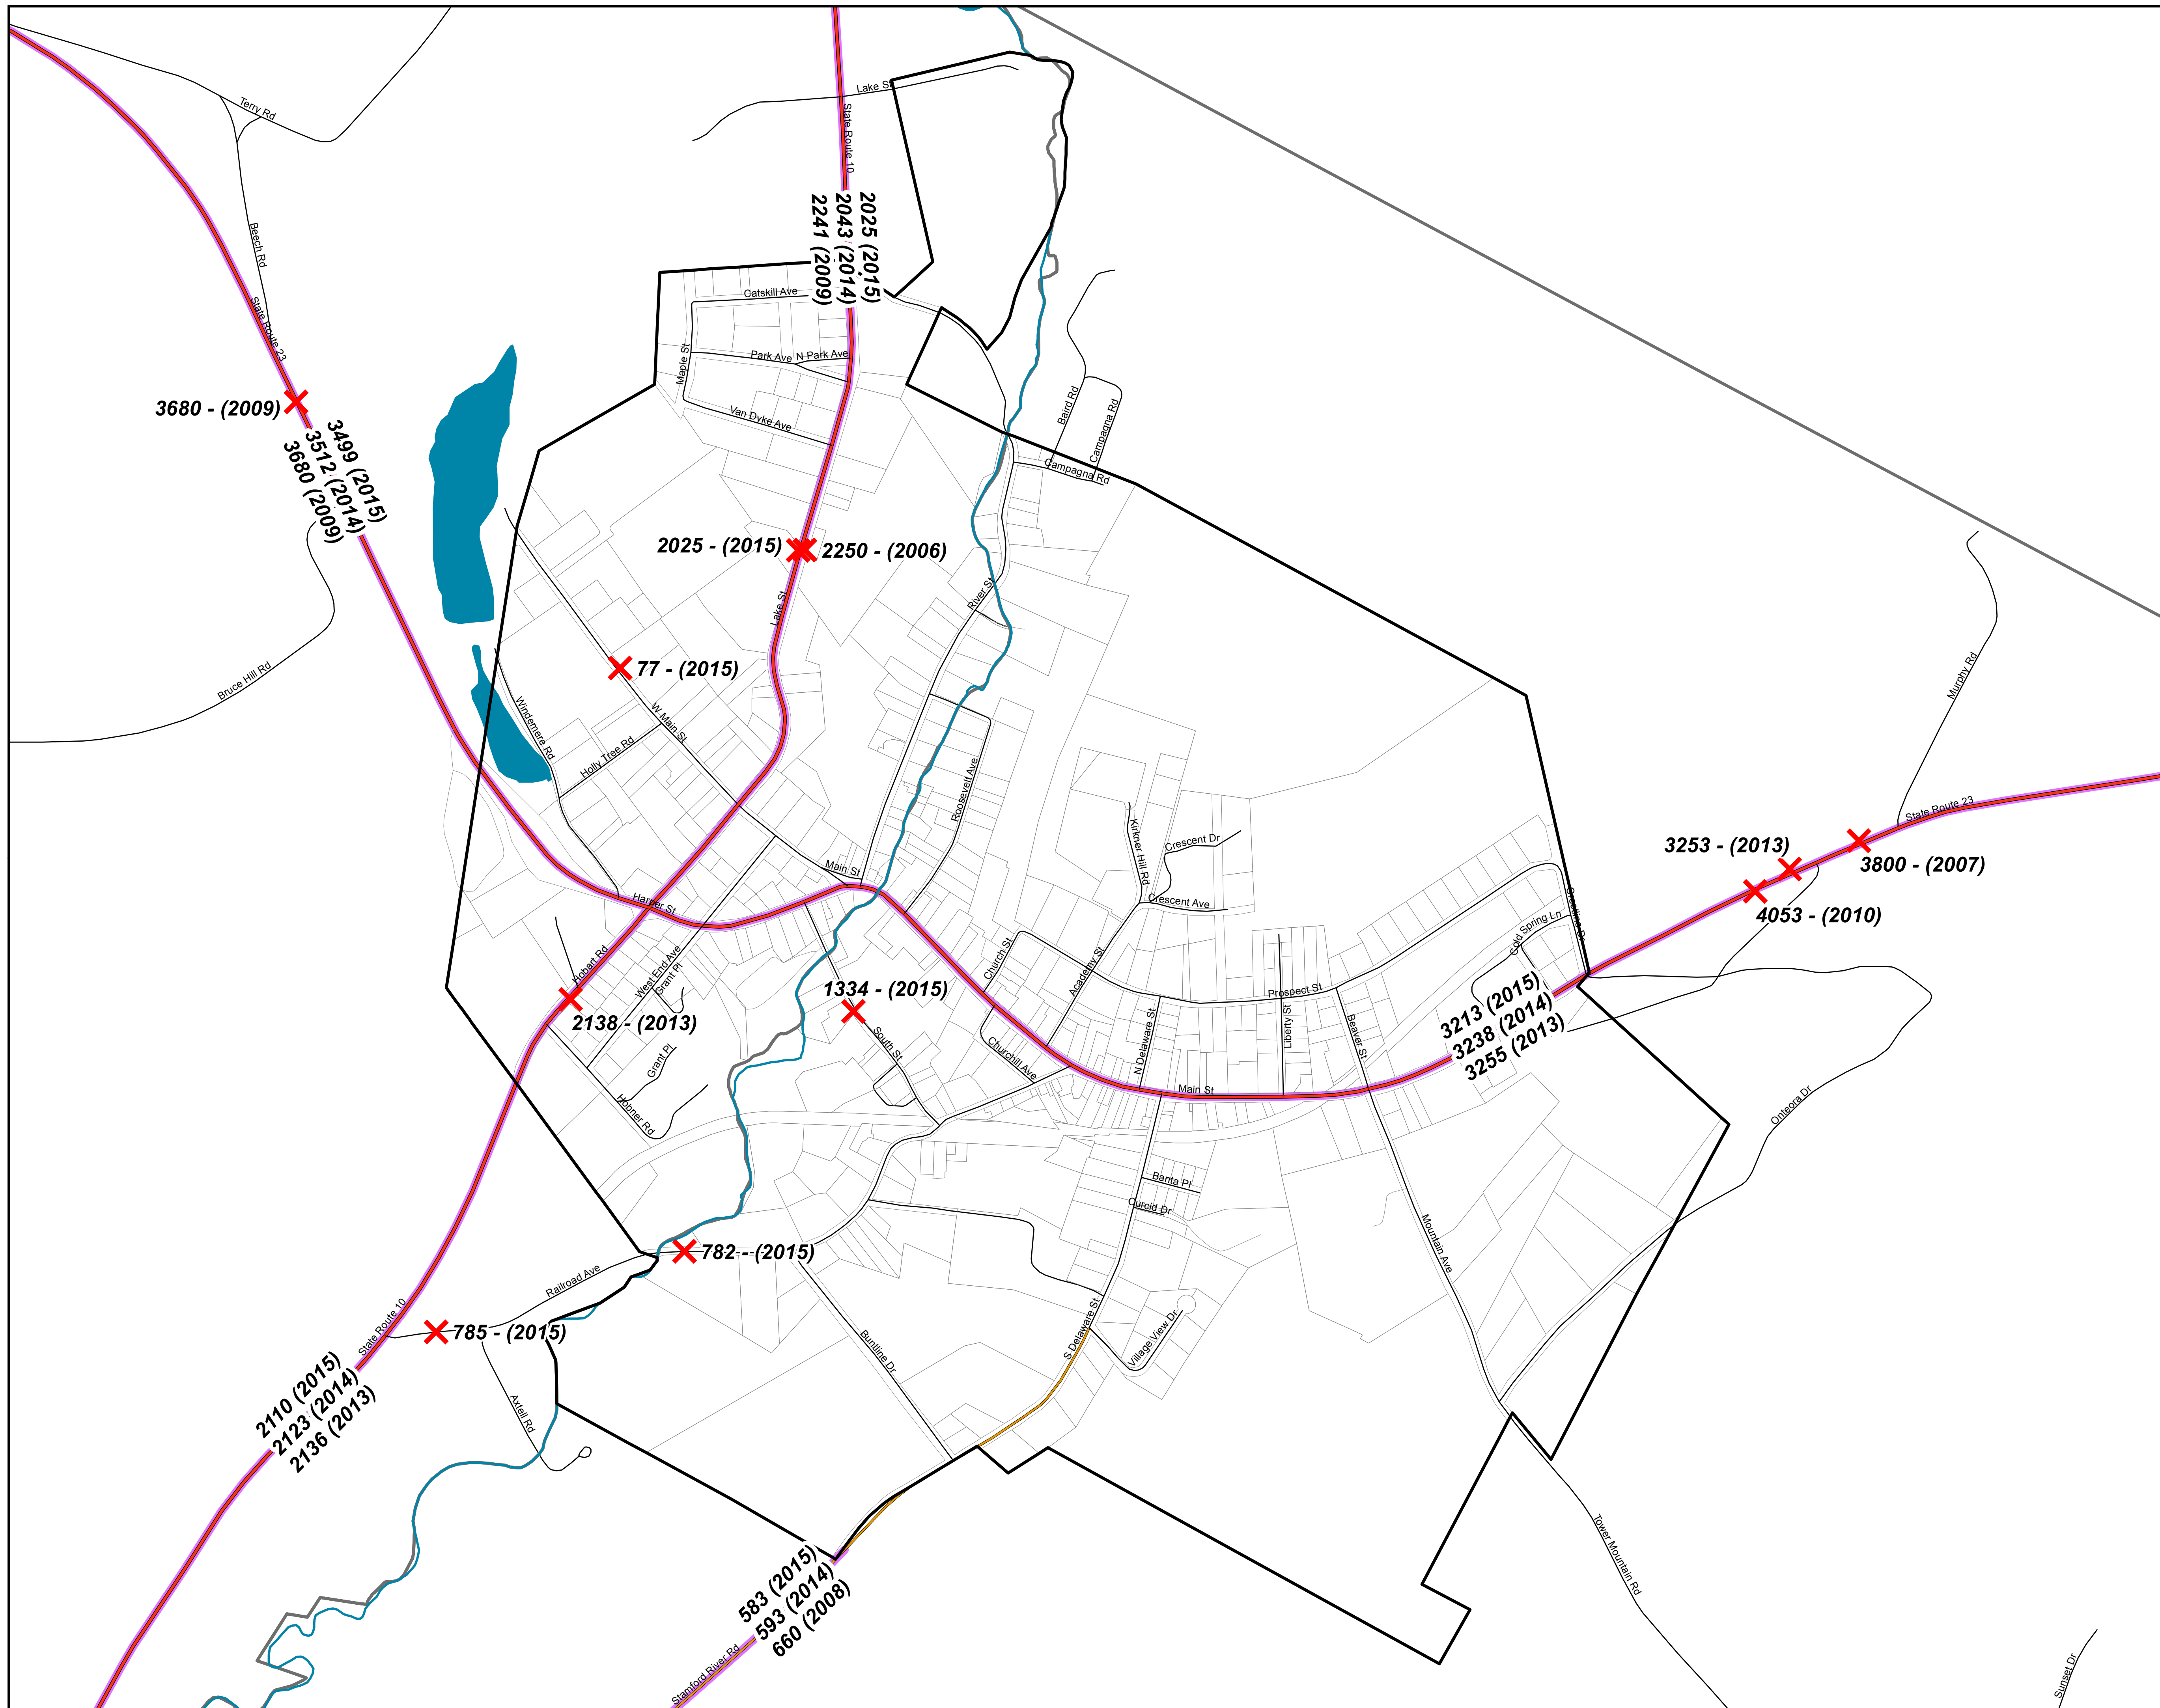 Lake St
Terry Rd
State Route 10
Beech Rd
2025 (2015)
2043 (2014)
2241 (2009)
Catskill Ave
State Route 23
Park Ave
N Park Ave
Maple St
Baird Rd
Campagna Rd
3680 - (2009)
Van Dyke Ave
3499 (2015)
3512 (2014)
3680 (2009)
Campagna Rd
2025 - (2015)
2250 - (2006)
Lake St
River St
77 - (2015)
Bruce Hill Rd
Murphy Rd
W Main St
Windemere Rd
Holly Tree Rd
Roosevelt Ave
State Route 23
Kirkner Hill Rd
Crescent Dr
3253 - (2013)
3800 - (2007)
Main St
Harper St
Crescent Ave
Crestline Dr
4053 - (2010)
Cold Spring Ln
Hobart Rd
West End Ave
Grant Pl
Church St
Academy St
1334 - (2015)
Prospect St
2138 - (2013)
3213 (2015)
3238 (2014)
3255 (2013)
South St
Liberty St
Beaver St
N Delaware St
Churchill Ave
Grant Pl
Main St
Hobner Rd
Onteora Dr
Banta Pl
Curcid Dr
Mountain Ave
782 - (2015)
Railroad Ave
State Route 10
785 - (2015)
Buntline Dr
S Delaware St
Village View Dr
2110 (2015)
2123 (2014)
2136 (2013)
Axtell Rd
Tower Mountain Rd
583 (2015)
593 (2014)
660 (2008)
Stamford River Rd
Sunset Dr